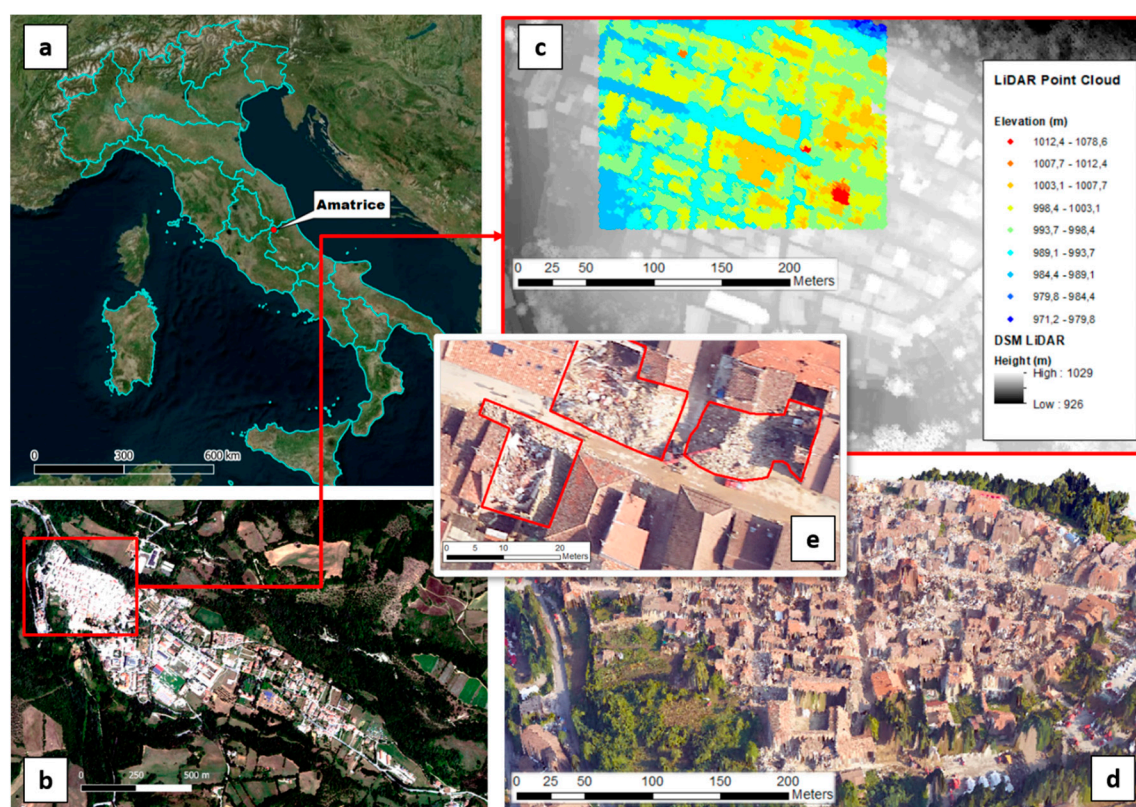 a
Amatrice
0 300 600 km
c
0 25 50 100 150 200
Meters
LiDAR Point Cloud
Elevation (m)
1012,4 - 1078,6
1007,7 - 1012,4
1003,1 - 1007,7
998,4 - 1003,1
993,7 - 998,4
989,1 - 993,7
984,4 - 989,1
979,8 - 984,4
971,2 - 979,8
DSM LiDAR
Height (m)
High : 1029
Low : 926
e
0 5 10 20
Meters
b
0 250 500 m
d
0 25 50 100 150 200
Meters